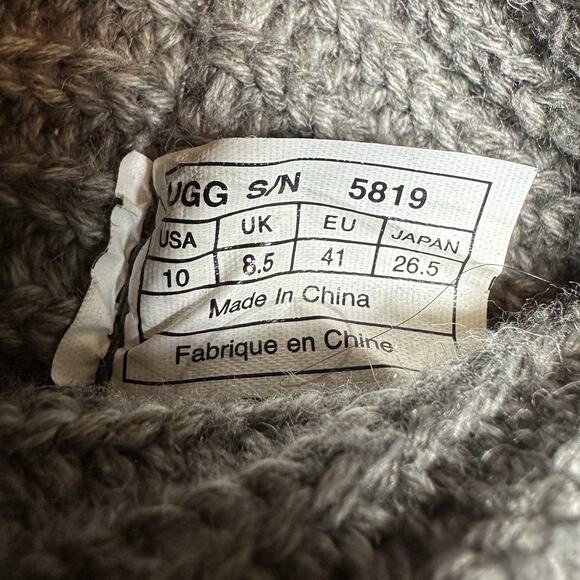 UGG S/N 5819
USA UK EU JAPAN
10 8.5 41 26.5
Made In China
Fabrique en Chine